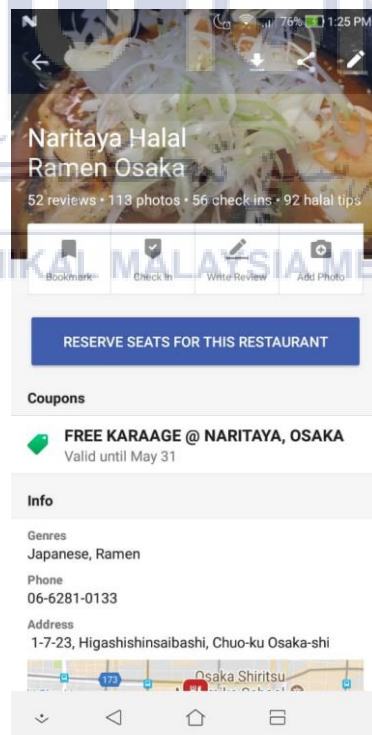 76% 1:25 PM
Naritaya Halal
Ramen Osaka
52 reviews • 113 photos • 56 check ins • 92 halal tips
Bookmark Check In Write Review Add Photo
RESERVE SEATS FOR THIS RESTAURANT
Coupons
FREE KARAAGE @ NARITAYA, OSAKA
Valid until May 31
Info
Genres
Japanese, Ramen
Phone
06-6281-0133
Address
1-7-23, Higashishinsaibashi, Chuo-ku Osaka-shi
173
Osaka Shiritsu
School